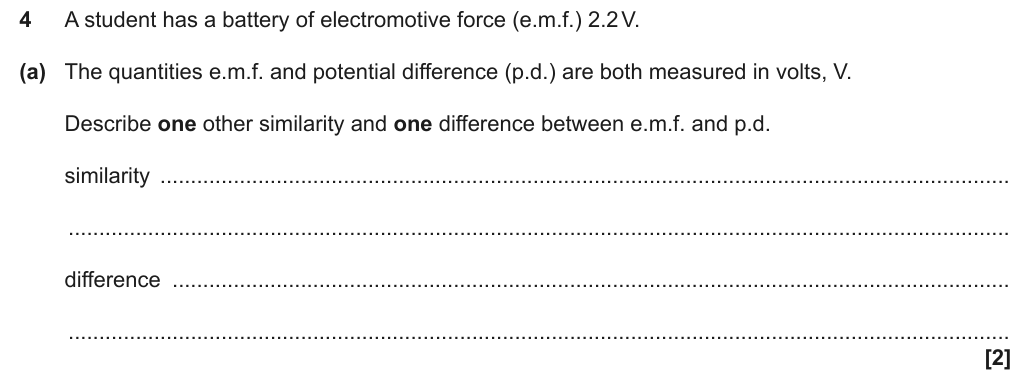 4 A student has a battery of electromotive force (e.m.f.) 2.2 V.
(a) The quantities e.m.f. and potential difference (p.d.) are both measured in volts, V.
Describe one other similarity and one difference between e.m.f. and p.d.
similarity ..............................................................................................................................
..............................................................................................................................
difference ..............................................................................................................................
..............................................................................................................................
[2]